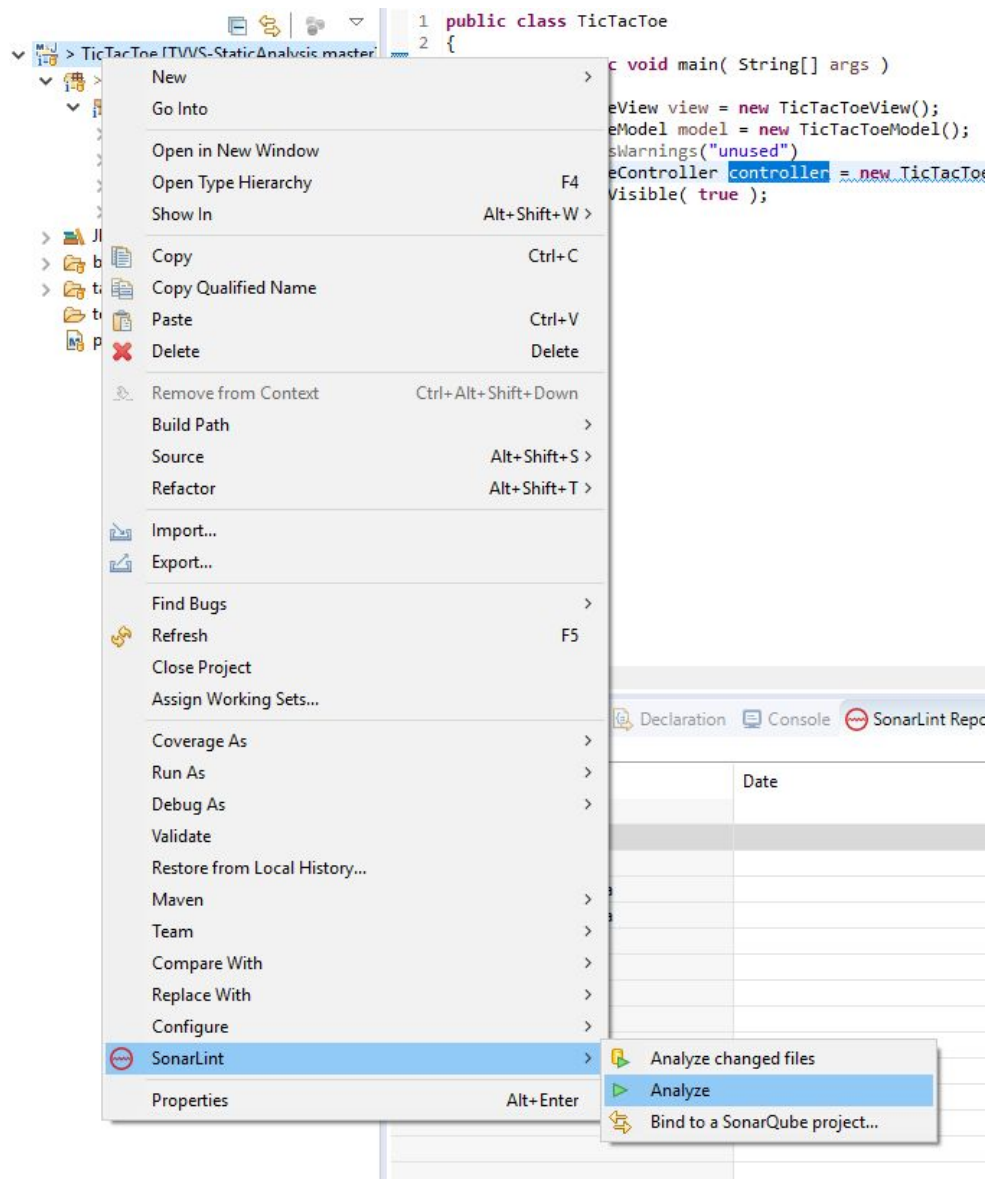 1 public class TicTacToe
2 {
> TicTacToe [TVVS-StaticAnalysis master]
c void main( String[] args )
eView view = new TicTacToeView();
eModel model = new TicTacToeModel();
sWarnings("unused")
eController controller = new TicTacToe
Visible( true );
New >
Go Into
Open in New Window
Open Type Hierarchy F4
Show In Alt+Shift+W >
Copy Ctrl+C
Copy Qualified Name
Paste Ctrl+V
Delete Delete
Remove from Context Ctrl+Alt+Shift+Down
Build Path >
Source Alt+Shift+S >
Refactor Alt+Shift+T >
Import...
Export...
Find Bugs >
Refresh F5
Close Project
Assign Working Sets...
Coverage As >
Run As >
Debug As >
Validate
Restore from Local History...
Maven >
Team >
Compare With >
Replace With >
Configure >
SonarLint >
Properties Alt+Enter
Analyze changed files
Analyze
Bind to a SonarQube project...
Declaration Console SonarLint Repo
Date